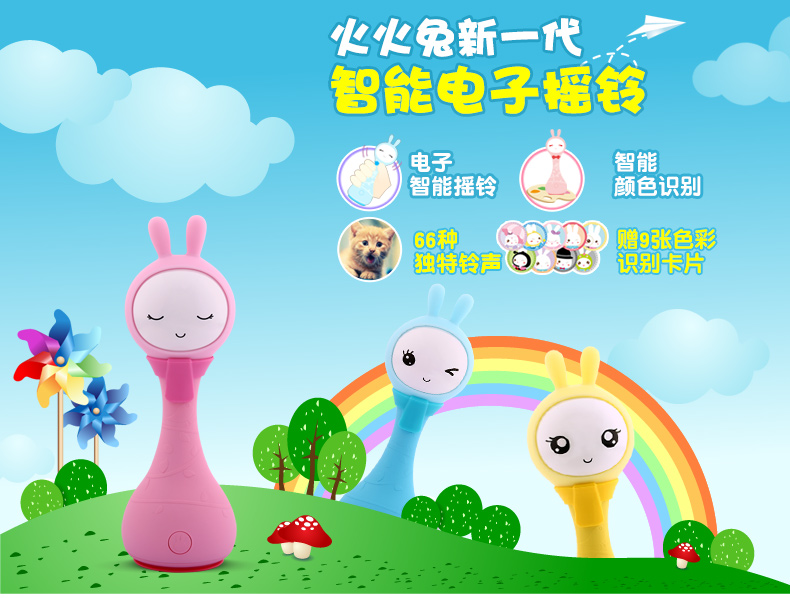 火火兔新一代
智能电子摇铃
电子
智能摇铃
智能
颜色识别
66种
独特铃声
赠9张色彩
识别卡片